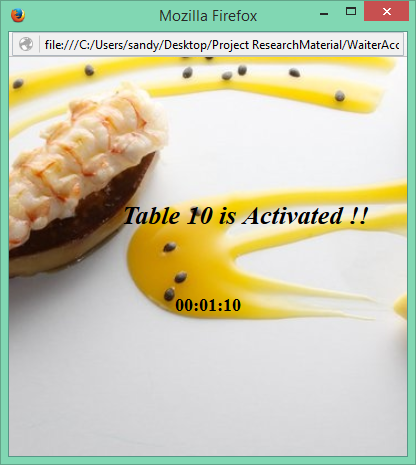 Mozilla Firefox
file:///C:/Users/sandy/Desktop/Project ResearchMaterial/WaiterAcc
Table 10 is Activated !!
00:01:10